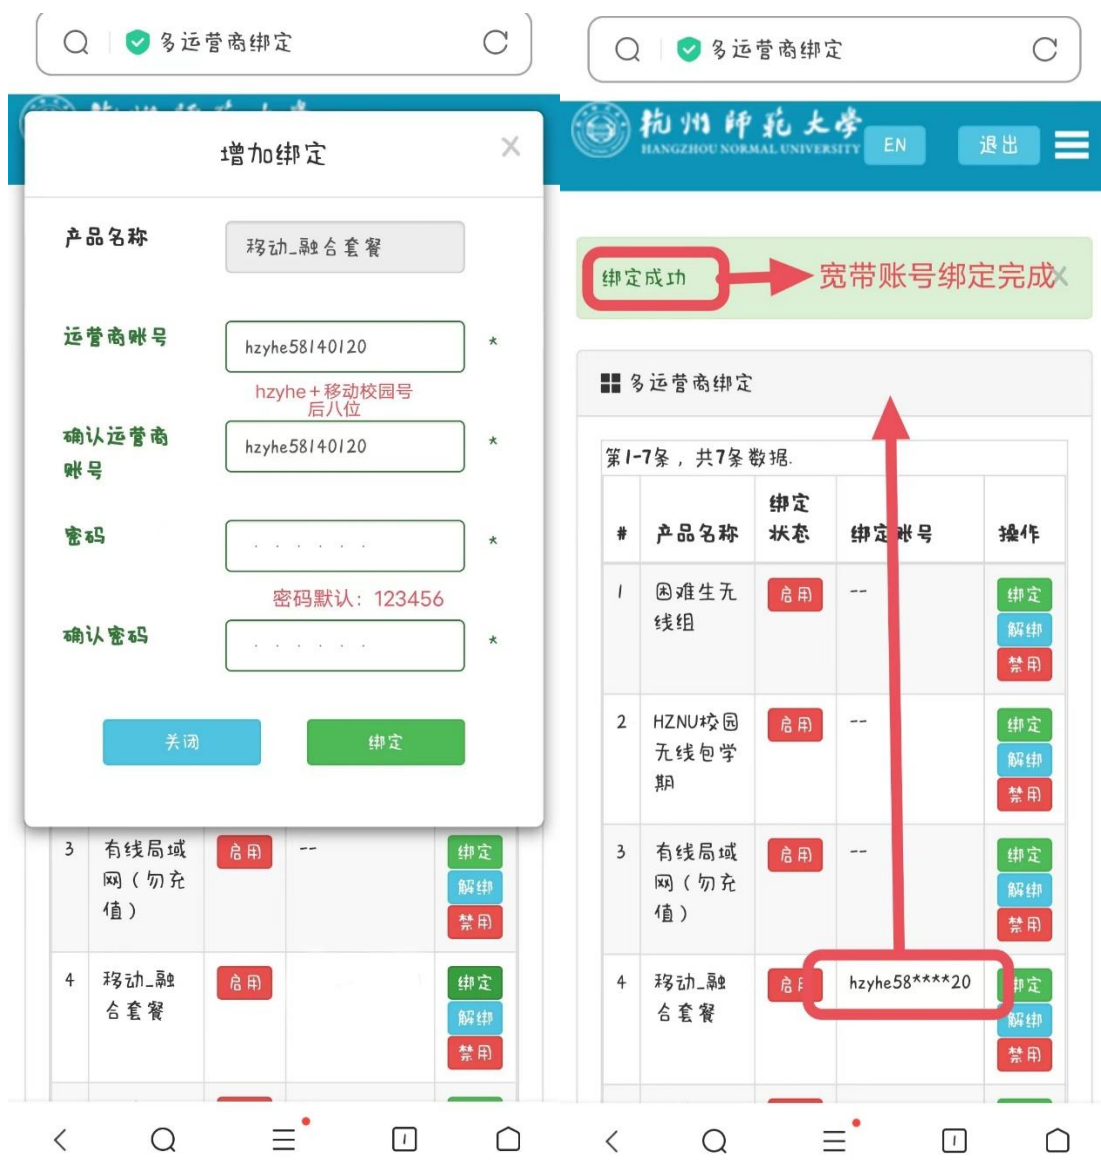 多运营商绑定
增加绑定
产品名称
移动_融合套餐
运营商账号
hzyhe58140120
*
hzyhe+移动校园号
后八位
确认运营商
账号
hzyhe58140120
*
密码
······
*
密码默认：123456
确认密码
······
*
关闭
绑定
3
有线局域
网（勿充
值）
启用
--
绑定
解绑
禁用
4
移动_融
合套餐
启用
绑定
解绑
禁用
1
多运营商绑定
杭州师范大学
HANGZHOU NORMAL UNIVERSITY
EN
退出
绑定成功
宽带账号绑定完成
多运营商绑定
第1-7条，共7条数据.
# 产品名称 绑定状态 绑定账号 操作
1
困难生无
线组
启用
--
绑定
解绑
禁用
2
HZNU校园
无线包学
期
启用
--
绑定
解绑
禁用
3
有线局域
网（勿充
值）
启用
--
绑定
解绑
禁用
4
移动_融
合套餐
启用
hzyhe58****20
绑定
解绑
禁用
1